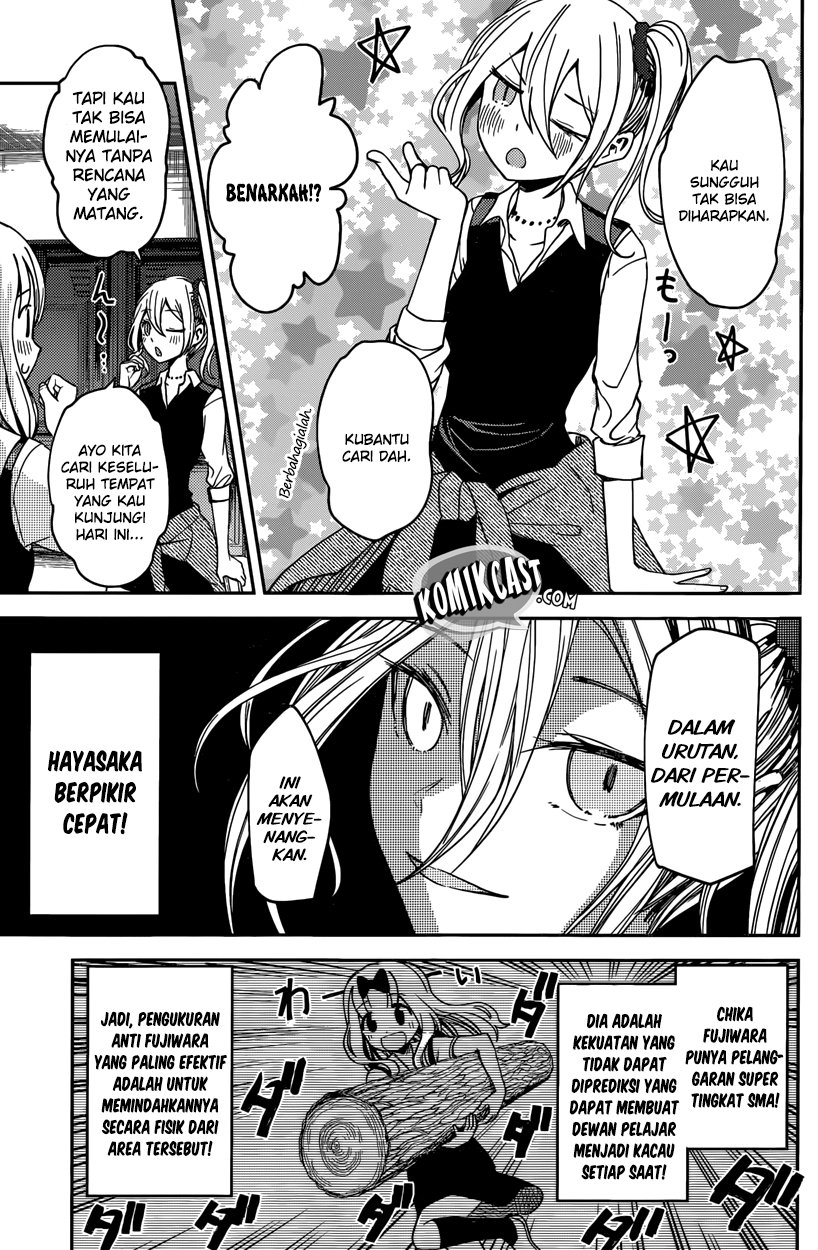 KAU
SUNGGUH
TAK BISA
DIHARAPKAN.
もーっ
BENARKAH!?
KUBANTU
CARI DAH.
Berbahagialah
TAPI KAU
TAK BISA
MEMULAI-
NYA TANPA
RENCANA
YANG
MATANG.
ん~…
AYO KITA
CARI KESELU-
RUH TEMPAT
YANG KAU
KUNJUNGI
HARI INI...
KOMIKCAST
.COM
DALAM
URUTAN,
DARI PER-
MULAAN.
INI
AKAN
MENYE-
NANG-
KAN.
HAYASAKA
BERPIKIR
CEPAT!
CHIKA
FUJIWARA
PUNYA PELANG-
GARAN SUPER
TINGKAT SMA!
DIA ADALAH
KEKUATAN YANG
TIDAK DAPAT
DIPREDIKSI YANG
DAPAT MEMBUAT
DEWAN PELAJAR
MENJADI KACAU
SETIAP SAAT!
わーい
JADI, PENGUKURAN
ANTI FUJIWARA
YANG PALING EFEKTIF
ADALAH UNTUK
MEMINDAHKANNYA
SECARA FISIK DARI
AREA TERSEBUT!
ダダダダダダダダ